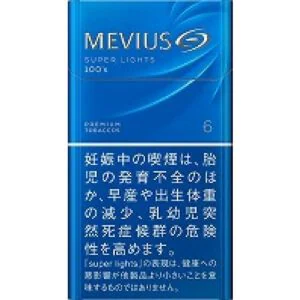 MEVIUS
SUPER LIGHTS
100's
PREMIUM
TOBACCOS
6
妊娠中の喫煙は、胎
児の発育不全のほ
か、早産や出生体重
の減少、乳幼児突
然死症候群の危険
性を高めます。
「super lights」の表現は、健康への
悪影響が他製品より小さいことを意
味するものではありません。